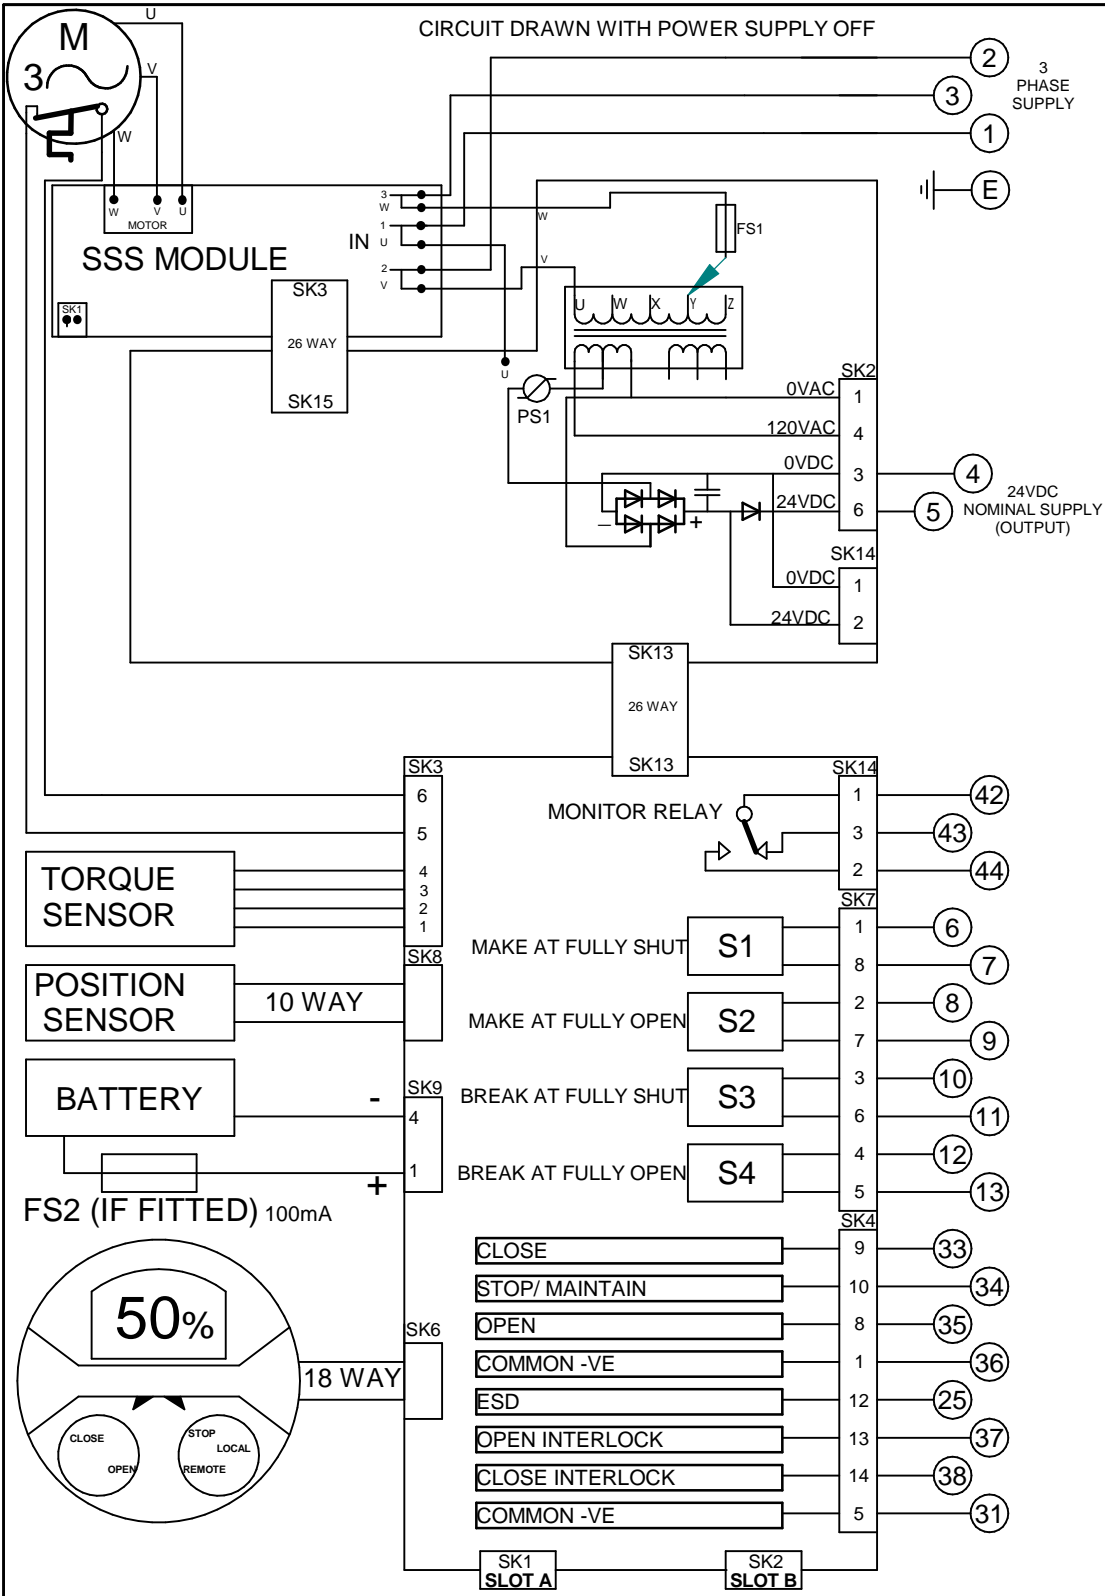 U
CIRCUIT DRAWN WITH POWER SUPPLY OFF
M
3
V
W
2
3
1
3
PHASE
SUPPLY
E
W V U
MOTOR
SSS MODULE
IN
3
W
1
U
2
V
W
V
FS1
SK1
SK3
26 WAY
SK15
U W X Y Z
U
PS1
SK2
0VAC 1
120VAC 4
0VDC 3
24VDC 6
4
5
24VDC
NOMINAL SUPPLY
(OUTPUT)
– +
SK14
0VDC 1
24VDC 2
SK13
26 WAY
SK13
SK3
6
5
4
3
2
1
TORQUE
SENSOR
SK8
POSITION
SENSOR
10 WAY
SK9
BATTERY
-
4
1
+
FS2 (IF FITTED) 100mA
50%
SK6
18 WAY
CLOSE
OPEN
STOP
LOCAL
REMOTE
SK14
MONITOR RELAY
1 42
3 43
2 44
SK7
MAKE AT FULLY SHUT S1
1 6
8 7
MAKE AT FULLY OPEN S2
2 8
7 9
BREAK AT FULLY SHUT S3
3 10
6 11
BREAK AT FULLY OPEN S4
4 12
5 13
SK4
CLOSE 9 33
STOP/ MAINTAIN 10 34
OPEN 8 35
COMMON -VE 1 36
ESD 12 25
OPEN INTERLOCK 13 37
CLOSE INTERLOCK 14 38
COMMON -VE 5 31
SK1
SLOT A
SK2
SLOT B